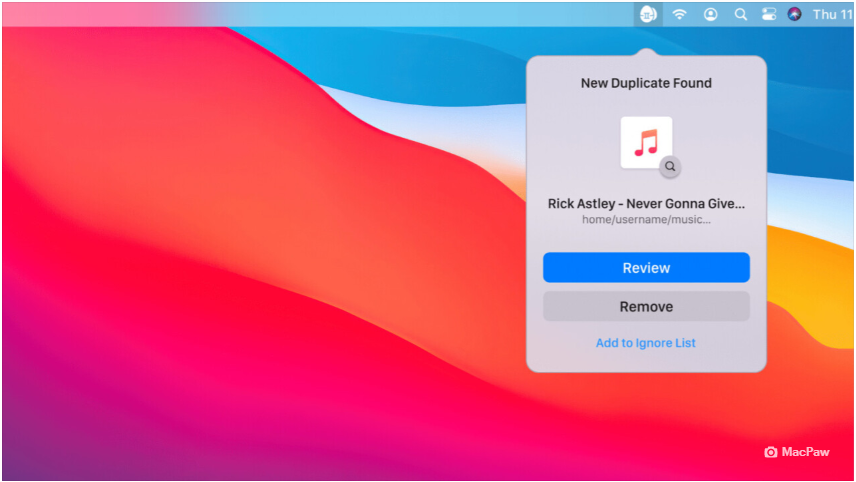 Thu 11
New Duplicate Found
Rick Astley - Never Gonna Give...
home/username/music...
Review
Remove
Add to Ignore List
MacPaw